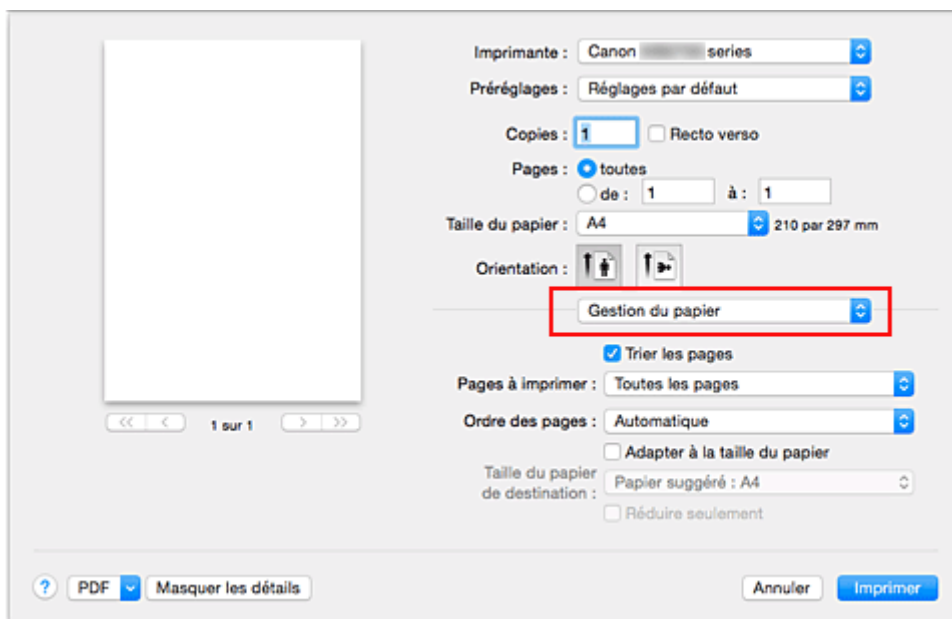 Imprimante : Canon series
Préréglages : Réglages par défaut
Copies : 1 Recto verso
Pages : toutes
de : 1 à : 1
Taille du papier : A4 210 par 297 mm
Orientation :
Gestion du papier
Trier les pages
Pages à imprimer : Toutes les pages
<< < 1 sur 1 > >>
Ordre des pages : Automatique
Adapter à la taille du papier
Taille du papier
de destination : Papier suggéré : A4
Réduire seulement
? PDF Masquer les détails Annuler Imprimer